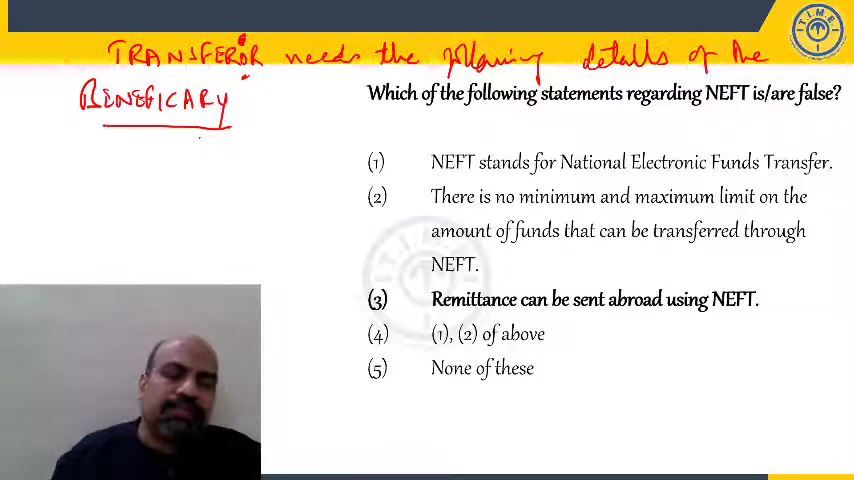 T.I.M.E.
TRANSFEROR needs the following details of the
BENEFICARY
Which of the following statements regarding NEFT is/are false?
(1) NEFT stands for National Electronic Funds Transfer.
(2) There is no minimum and maximum limit on the
amount of funds that can be transferred through
NEFT.
(3) Remittance can be sent abroad using NEFT.
(4) (1), (2) of above
(5) None of these